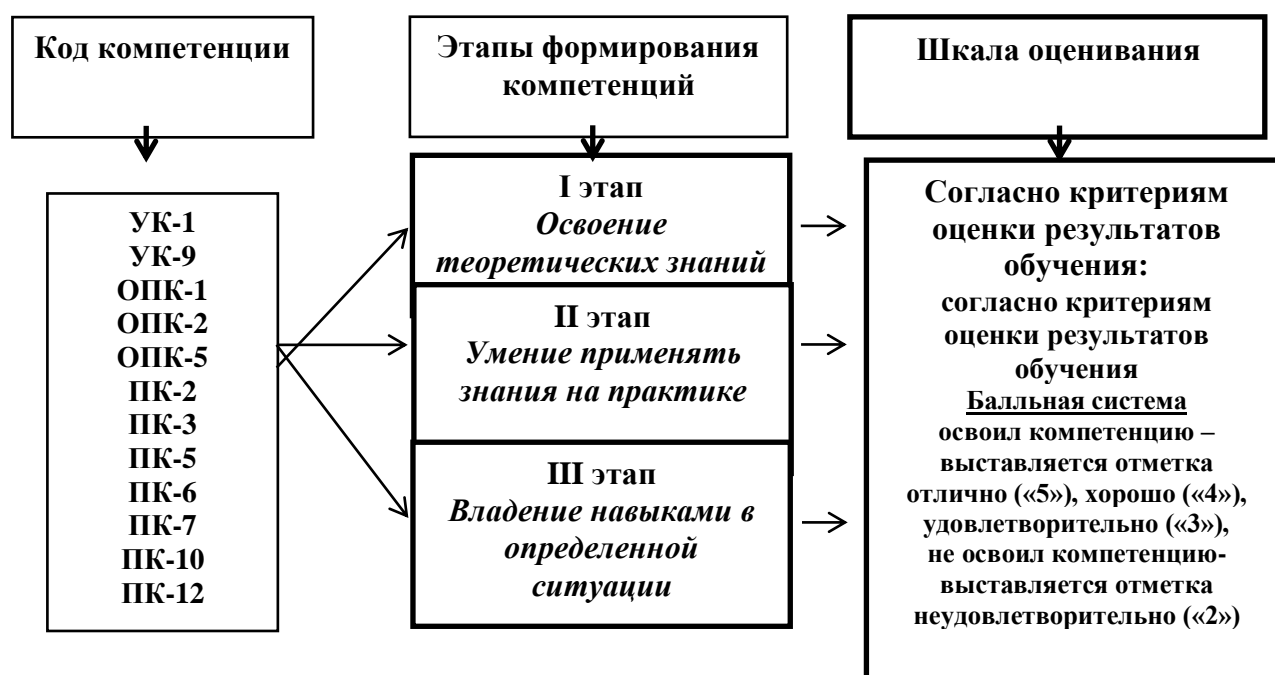 Код компетенции
Этапы формирования
компетенций
Шкала оценивания
УК-1
УК-9
ОПК-1
ОПК-2
ОПК-5
ПК-2
ПК-3
ПК-5
ПК-6
ПК-7
ПК-10
ПК-12
I этап
Освоение
теоретических знаний
II этап
Умение применять
знания на практике
III этап
Владение навыками в
определенной
ситуации
Согласно критериям
оценки результатов
обучения:
согласно критериям
оценки результатов
обучения
Балльная система
освоил компетенцию –
выставляется отметка
отлично («5»), хорошо («4»),
удовлетворительно («3»),
не освоил компетенцию-
выставляется отметка
неудовлетворительно («2»)